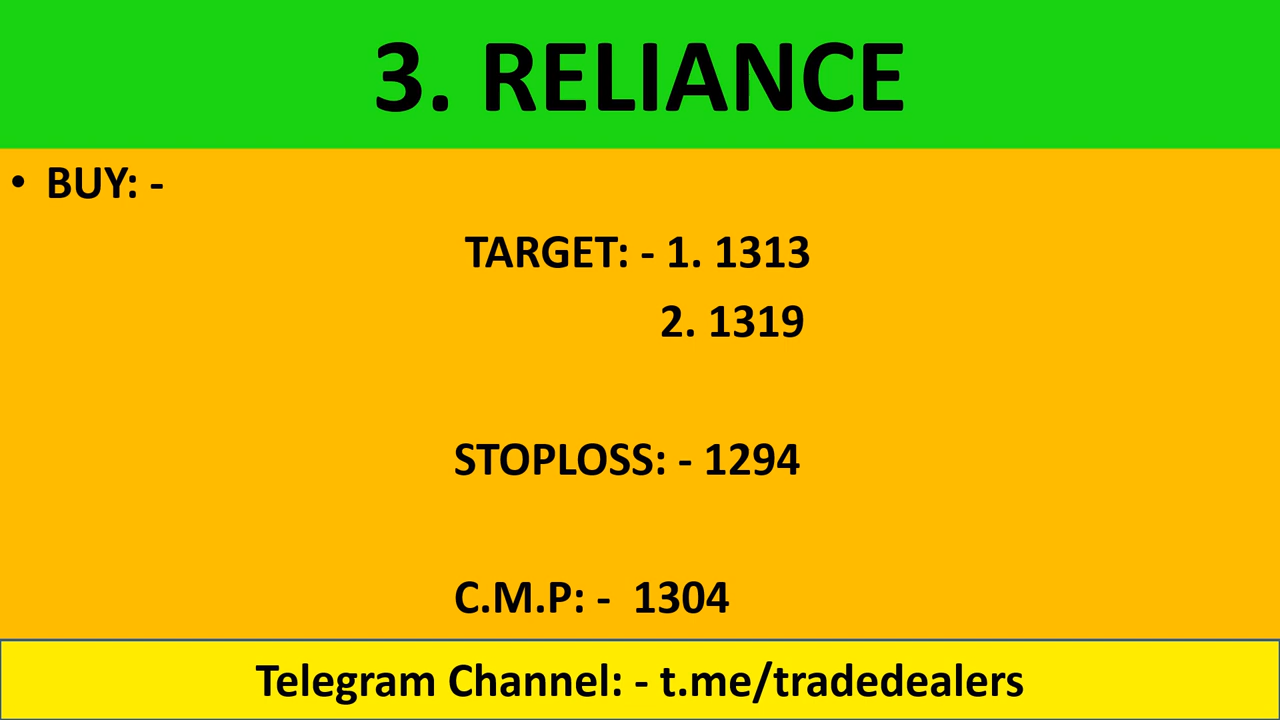 3. RELIANCE
• BUY: -
TARGET: - 1. 1313
2. 1319
STOPLOSS: - 1294
C.M.P: - 1304
Telegram Channel: - t.me/tradedealers